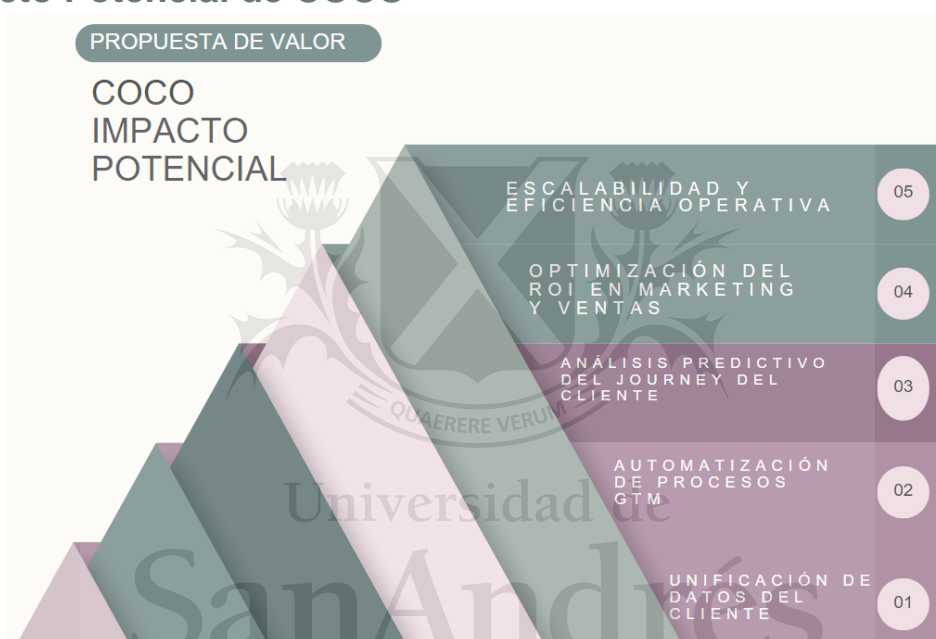 PROPUESTA DE VALOR
COCO
IMPACTO
POTENCIAL
ESCALABILIDAD Y
EFICIENCIA OPERATIVA
05
OPTIMIZACIÓN DEL
ROI EN MARKETING
Y VENTAS
04
ANÁLISIS PREDICTIVO
DEL JOURNEY DEL
CLIENTE
03
AUTOMATIZACIÓN
DE PROCESOS
GTM
02
UNIFICACIÓN DE
DATOS DEL
CLIENTE
01
QUAERERE VERUM
Universidad de
SanAndrés